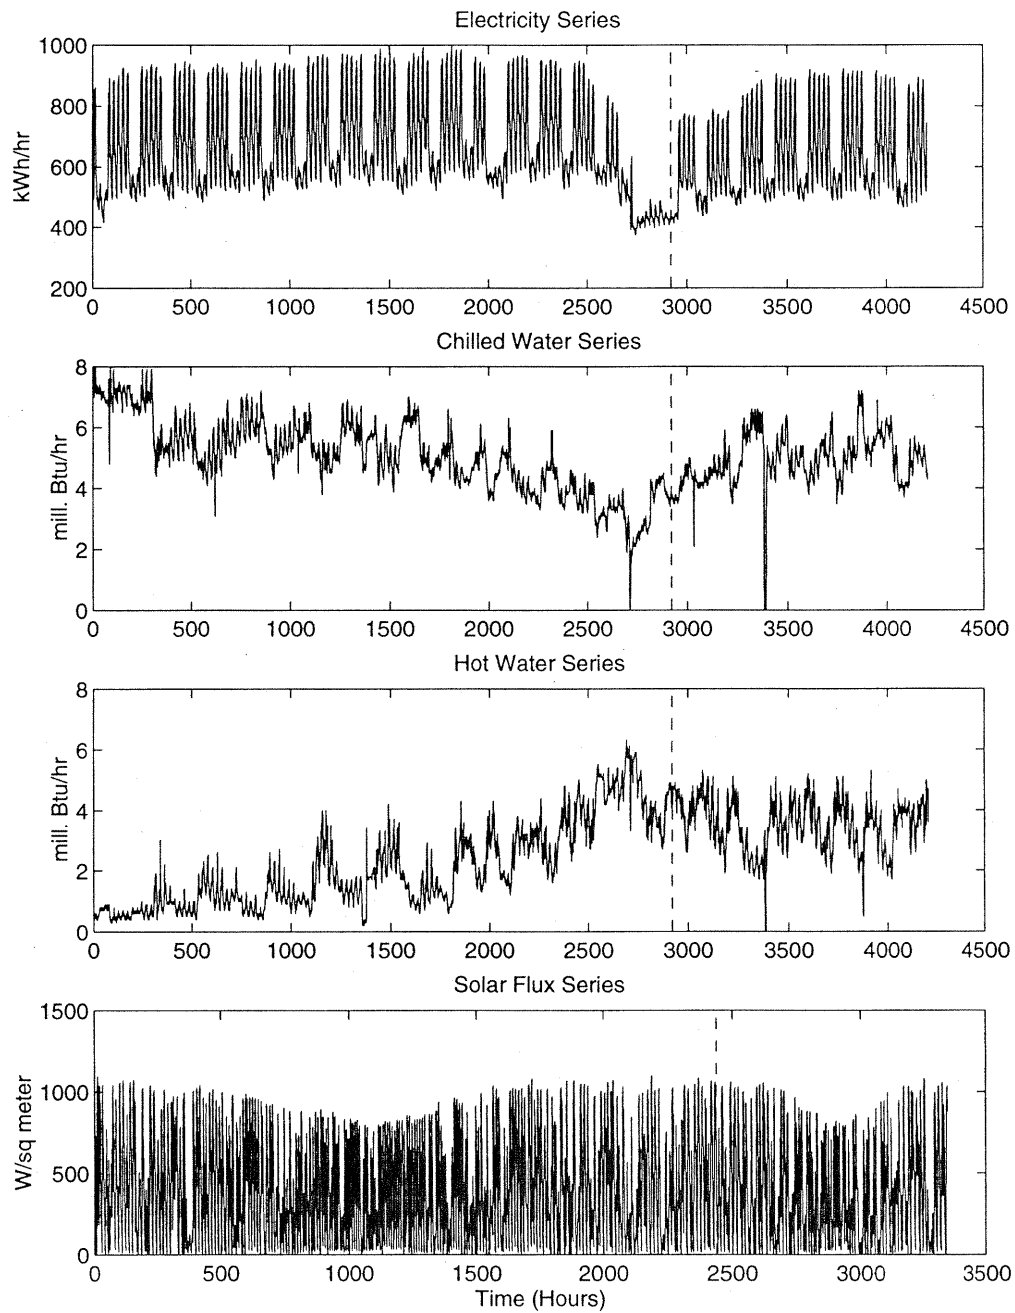 Electricity Series
1000
800
600
400
200
kWh/hr
0 500 1000 1500 2000 2500 3000 3500 4000 4500
Chilled Water Series
8
6
4
2
0
mill. Btu/hr
0 500 1000 1500 2000 2500 3000 3500 4000 4500
Hot Water Series
8
6
4
2
0
mill. Btu/hr
0 500 1000 1500 2000 2500 3000 3500 4000 4500
Solar Flux Series
1500
1000
500
0
W/sq meter
0 500 1000 1500 2000 2500 3000 3500
Time (Hours)